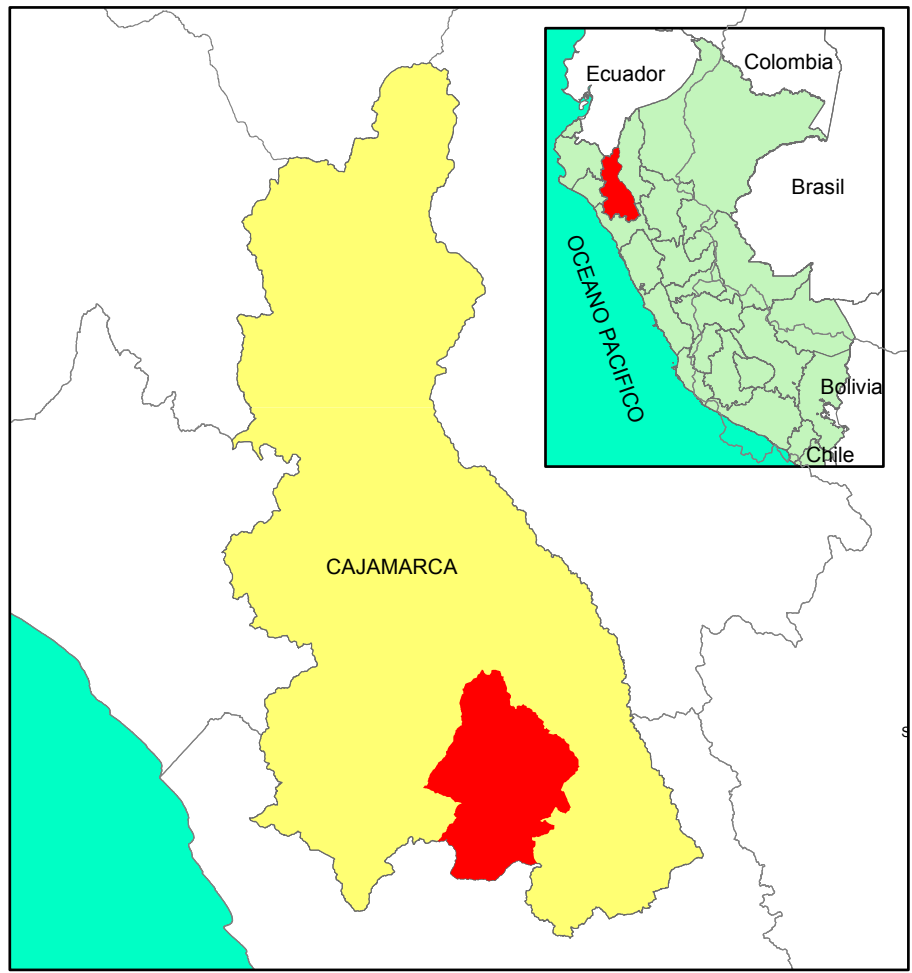 Ecuador
Colombia
Brasil
OCEANO PACIFICO
Bolivia
Chile
CAJAMARCA
s